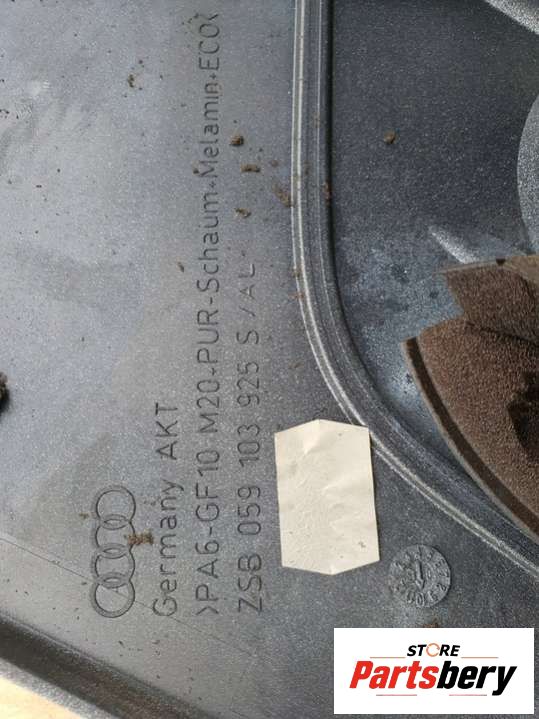 Germany AKT
>PA6-GF10 M20+PUR-Schaum+Melamin+ECO<
ZSB 059 103 925 S /AL
STORE
Partsbery